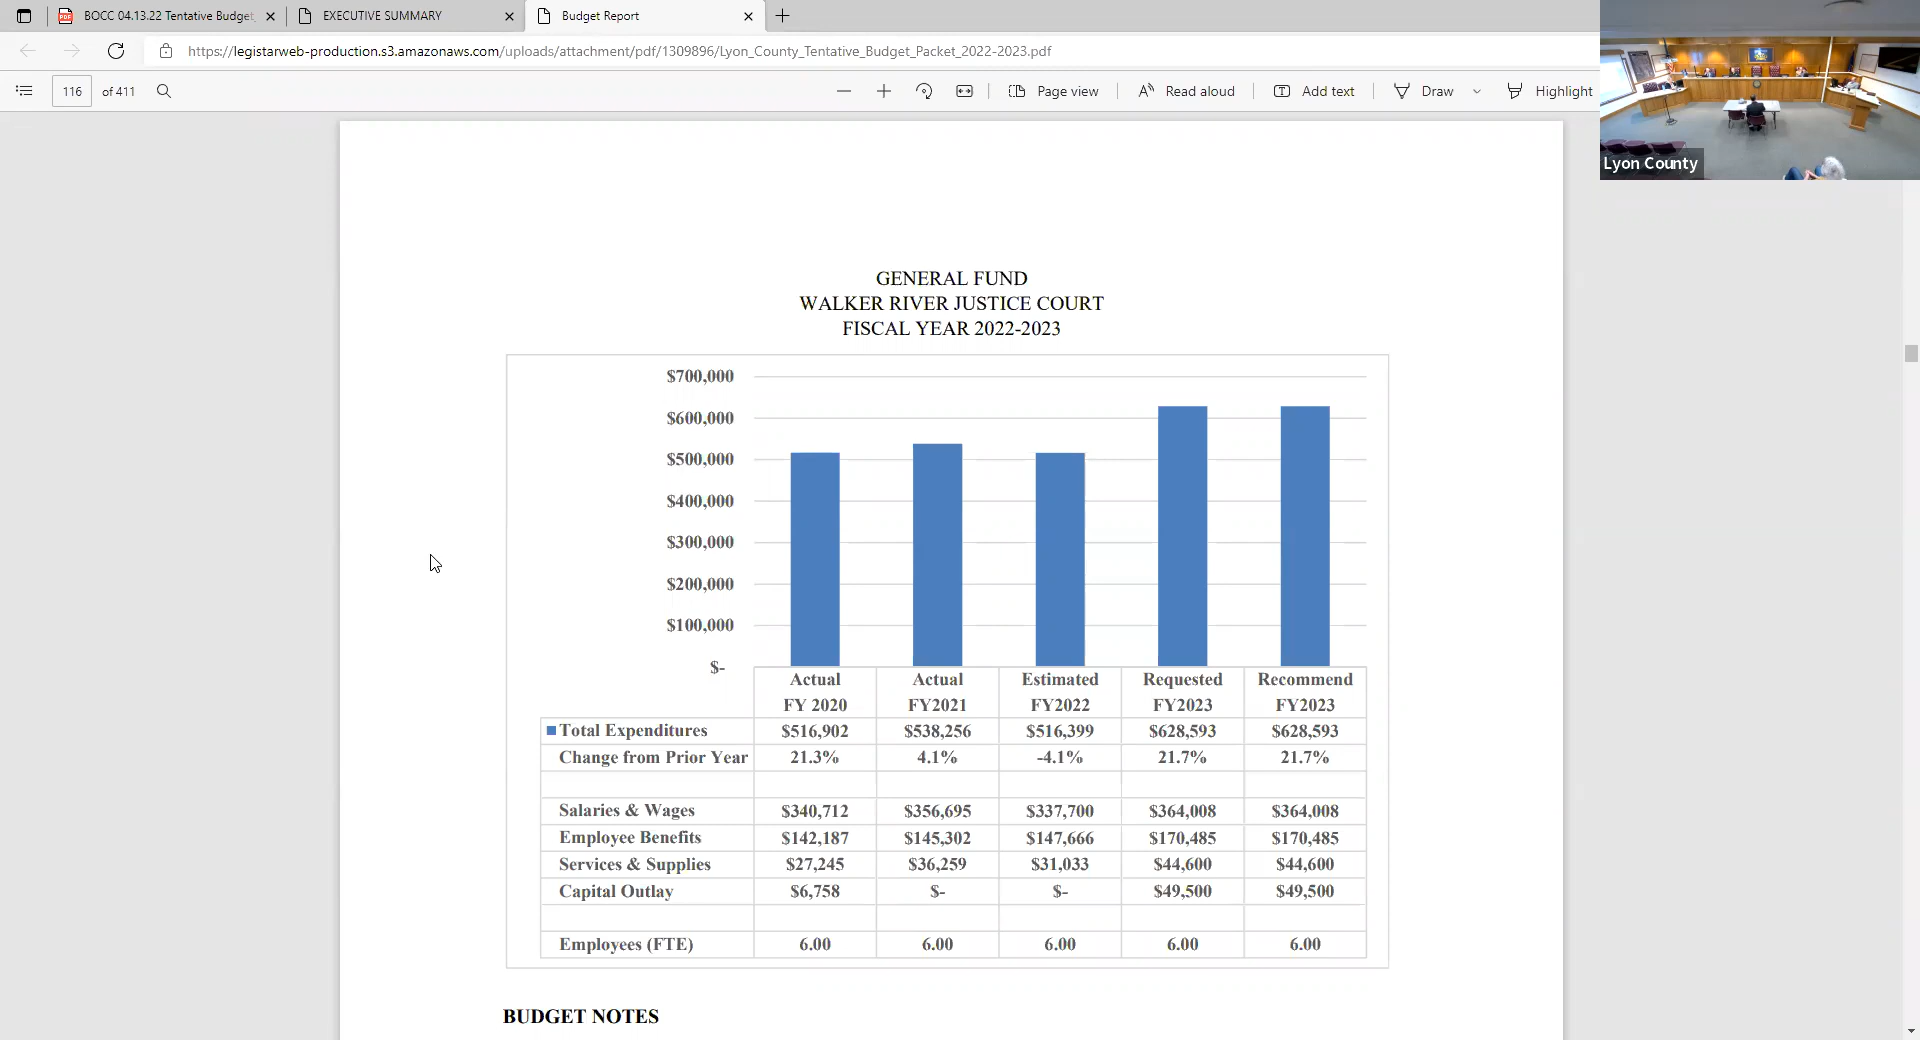 BOCC 04.13.22 Tentative Budget
EXECUTIVE SUMMARY
Budget Report
https://legistarweb-production.s3.amazonaws.com/uploads/attachment/pdf/1309896/Lyon_County_Tentative_Budget_Packet_2022-2023.pdf
116 of 411
Page view
Read aloud
Add text
Draw
Highlight
Lyon County
GENERAL FUND
WALKER RIVER JUSTICE COURT
FISCAL YEAR 2022-2023
$700,000
$600,000
$500,000
$400,000
$300,000
$200,000
$100,000
$-
Actual Actual Estimated Requested Recommend
FY 2020 FY2021 FY2022 FY2023 FY2023
Total Expenditures $516,902 $538,256 $516,399 $628,593 $628,593
Change from Prior Year 21.3% 4.1% -4.1% 21.7% 21.7%
Salaries & Wages $340,712 $356,695 $337,700 $364,008 $364,008
Employee Benefits $142,187 $145,302 $147,666 $170,485 $170,485
Services & Supplies $27,245 $36,259 $31,033 $44,600 $44,600
Capital Outlay $6,758 $- $- $49,500 $49,500
Employees (FTE) 6.00 6.00 6.00 6.00 6.00
BUDGET NOTES